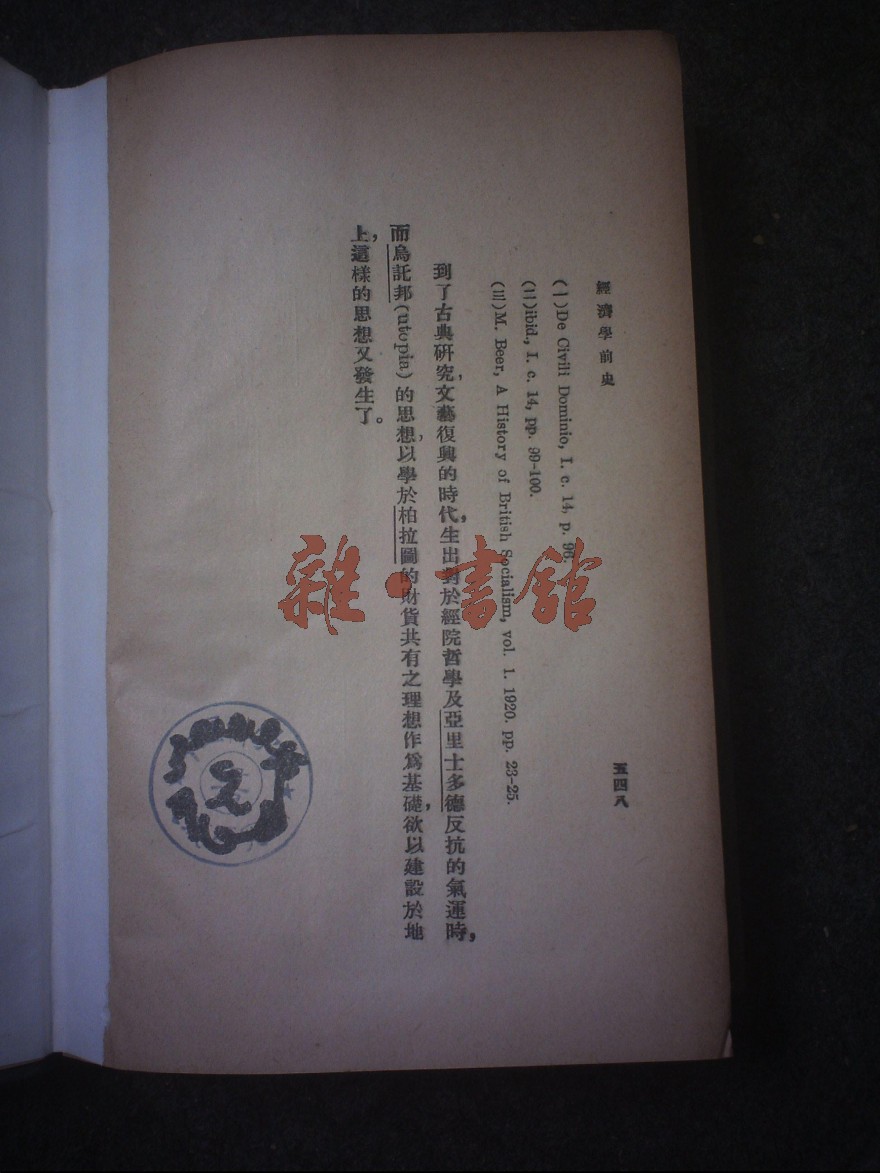 經濟學前史
五四八
(一)De Civili Dominio, I. c. 14, p. 96.
(二)ibid., I. c. 14, pp. 99-100.
(三)M. Beer, A History of British Socialism, vol. 1. 1920. pp. 23-25.
到了古典研究,文藝復興的時代,生出對於經院哲學及亞里士多德反抗的氣運時,
而烏託邦(utopia)的思想,以學於柏拉圖的財貨共有之理想作爲基礎,欲以建設於地
上,這樣的思想又發生了。
雜·書館